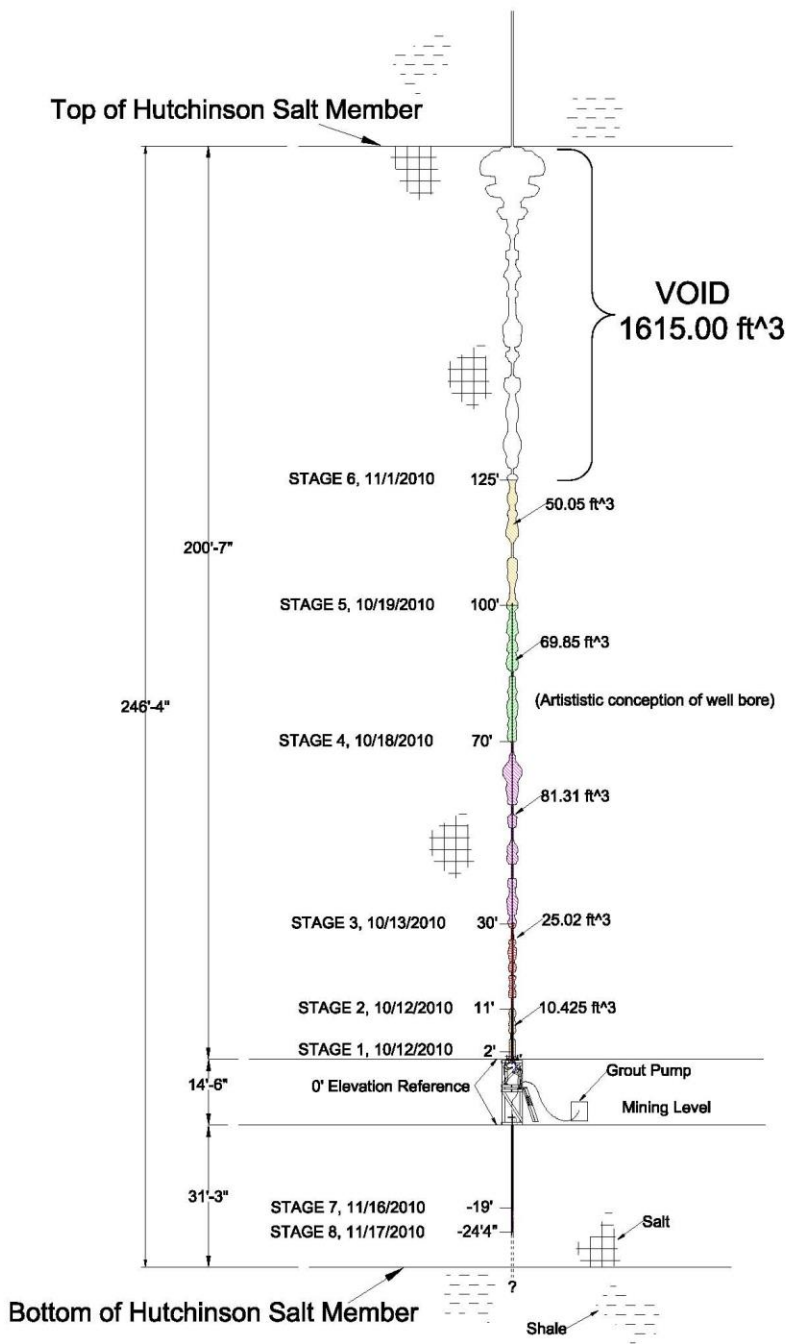 Top of Hutchinson Salt Member
VOID
1615.00 ft^3
STAGE 6, 11/1/2010 125'
50.05 ft^3
200'-7"
STAGE 5, 10/19/2010 100'
69.85 ft^3
246'-4"
(Artististic conception of well bore)
STAGE 4, 10/18/2010 70'
81.31 ft^3
STAGE 3, 10/13/2010 30'
25.02 ft^3
STAGE 2, 10/12/2010 11'
10.425 ft^3
STAGE 1, 10/12/2010 2'
14'-6"
0' Elevation Reference
Grout Pump
Mining Level
31'-3"
STAGE 7, 11/16/2010 -19'
STAGE 8, 11/17/2010 -24'4"
Salt
?
Bottom of Hutchinson Salt Member
Shale